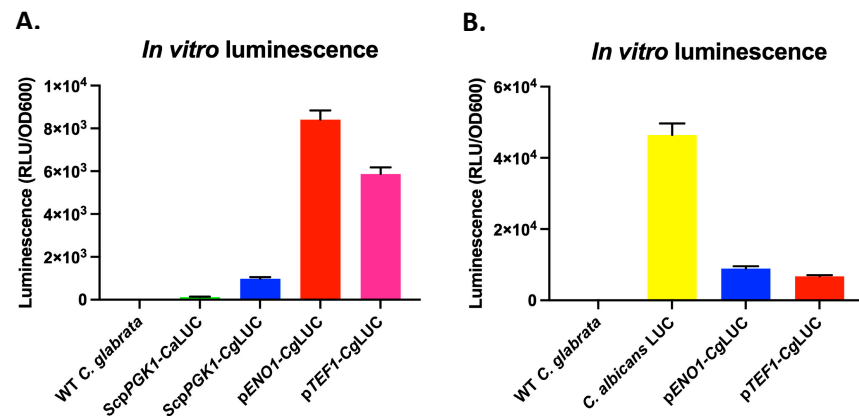 A.
In vitro luminescence
Luminescence (RLU/OD600)
1×10⁴
8×10³
6×10³
4×10³
2×10³
0
WT C. glabrata
ScpPGK1-CaLUC
ScpPGK1-CgLUC
pENO1-CgLUC
pTEF1-CgLUC
B.
In vitro luminescence
Luminescence (RLU/OD600)
6×10⁴
4×10⁴
2×10⁴
0
WT C. glabrata
C. albicans LUC
pENO1-CgLUC
pTEF1-CgLUC